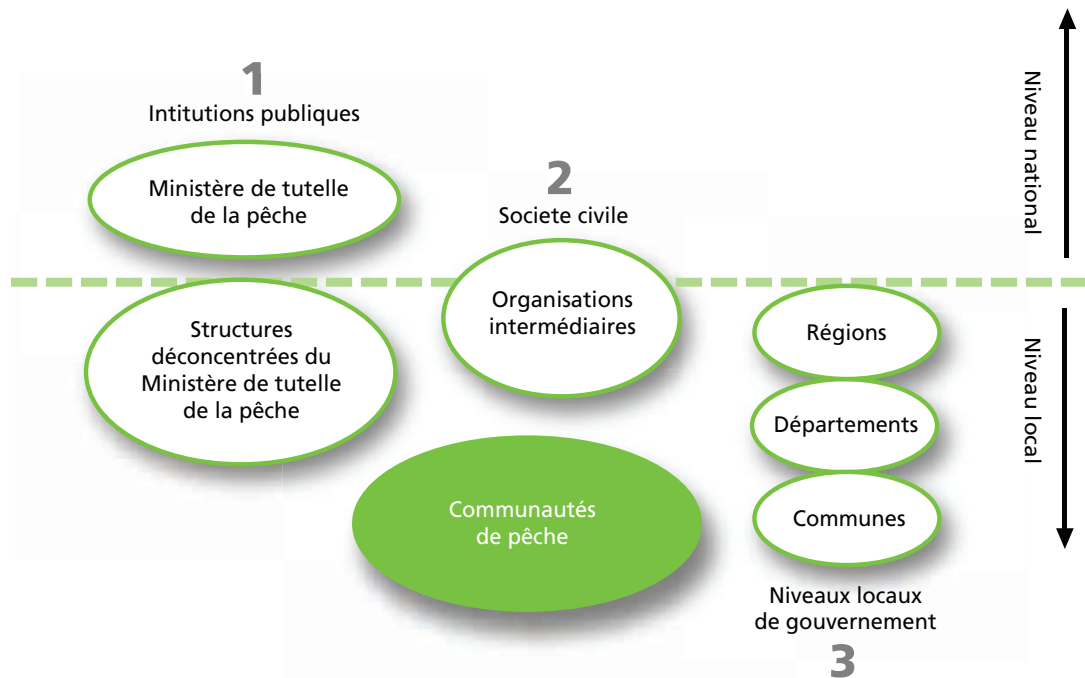 1
Intitutions publiques
Ministère de tutelle
de la pêche
Structures
déconcentrées du
Ministère de tutelle
de la pêche
2
Societe civile
Organisations
intermédiaires
Communautés
de pêche
Régions
Départements
Communes
Niveaux locaux
de gouvernement
3
Niveau national
Niveau local